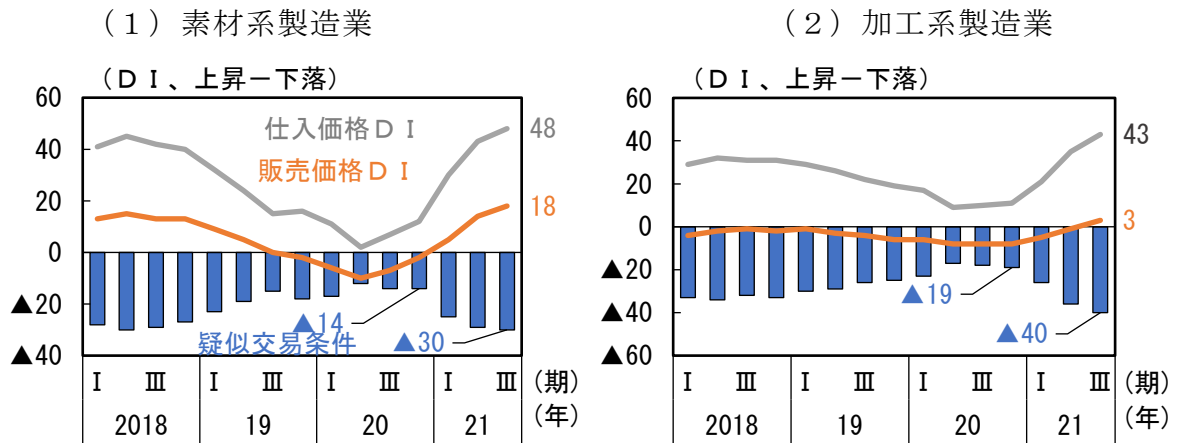 （１）素材系製造業
（ＤＩ、上昇－下落）
60
40
20
0
▲20
▲40
仕入価格ＤＩ
販売価格ＤＩ
48
18
▲14
▲30
疑似交易条件
Ⅰ Ⅲ Ⅰ Ⅲ Ⅰ Ⅲ Ⅰ Ⅲ （期）
2018 19 20 21 （年）
（２）加工系製造業
（ＤＩ、上昇－下落）
60
40
20
0
▲20
▲40
▲60
43
3
▲19
▲40
Ⅰ Ⅲ Ⅰ Ⅲ Ⅰ Ⅲ Ⅰ Ⅲ （期）
2018 19 20 21 （年）